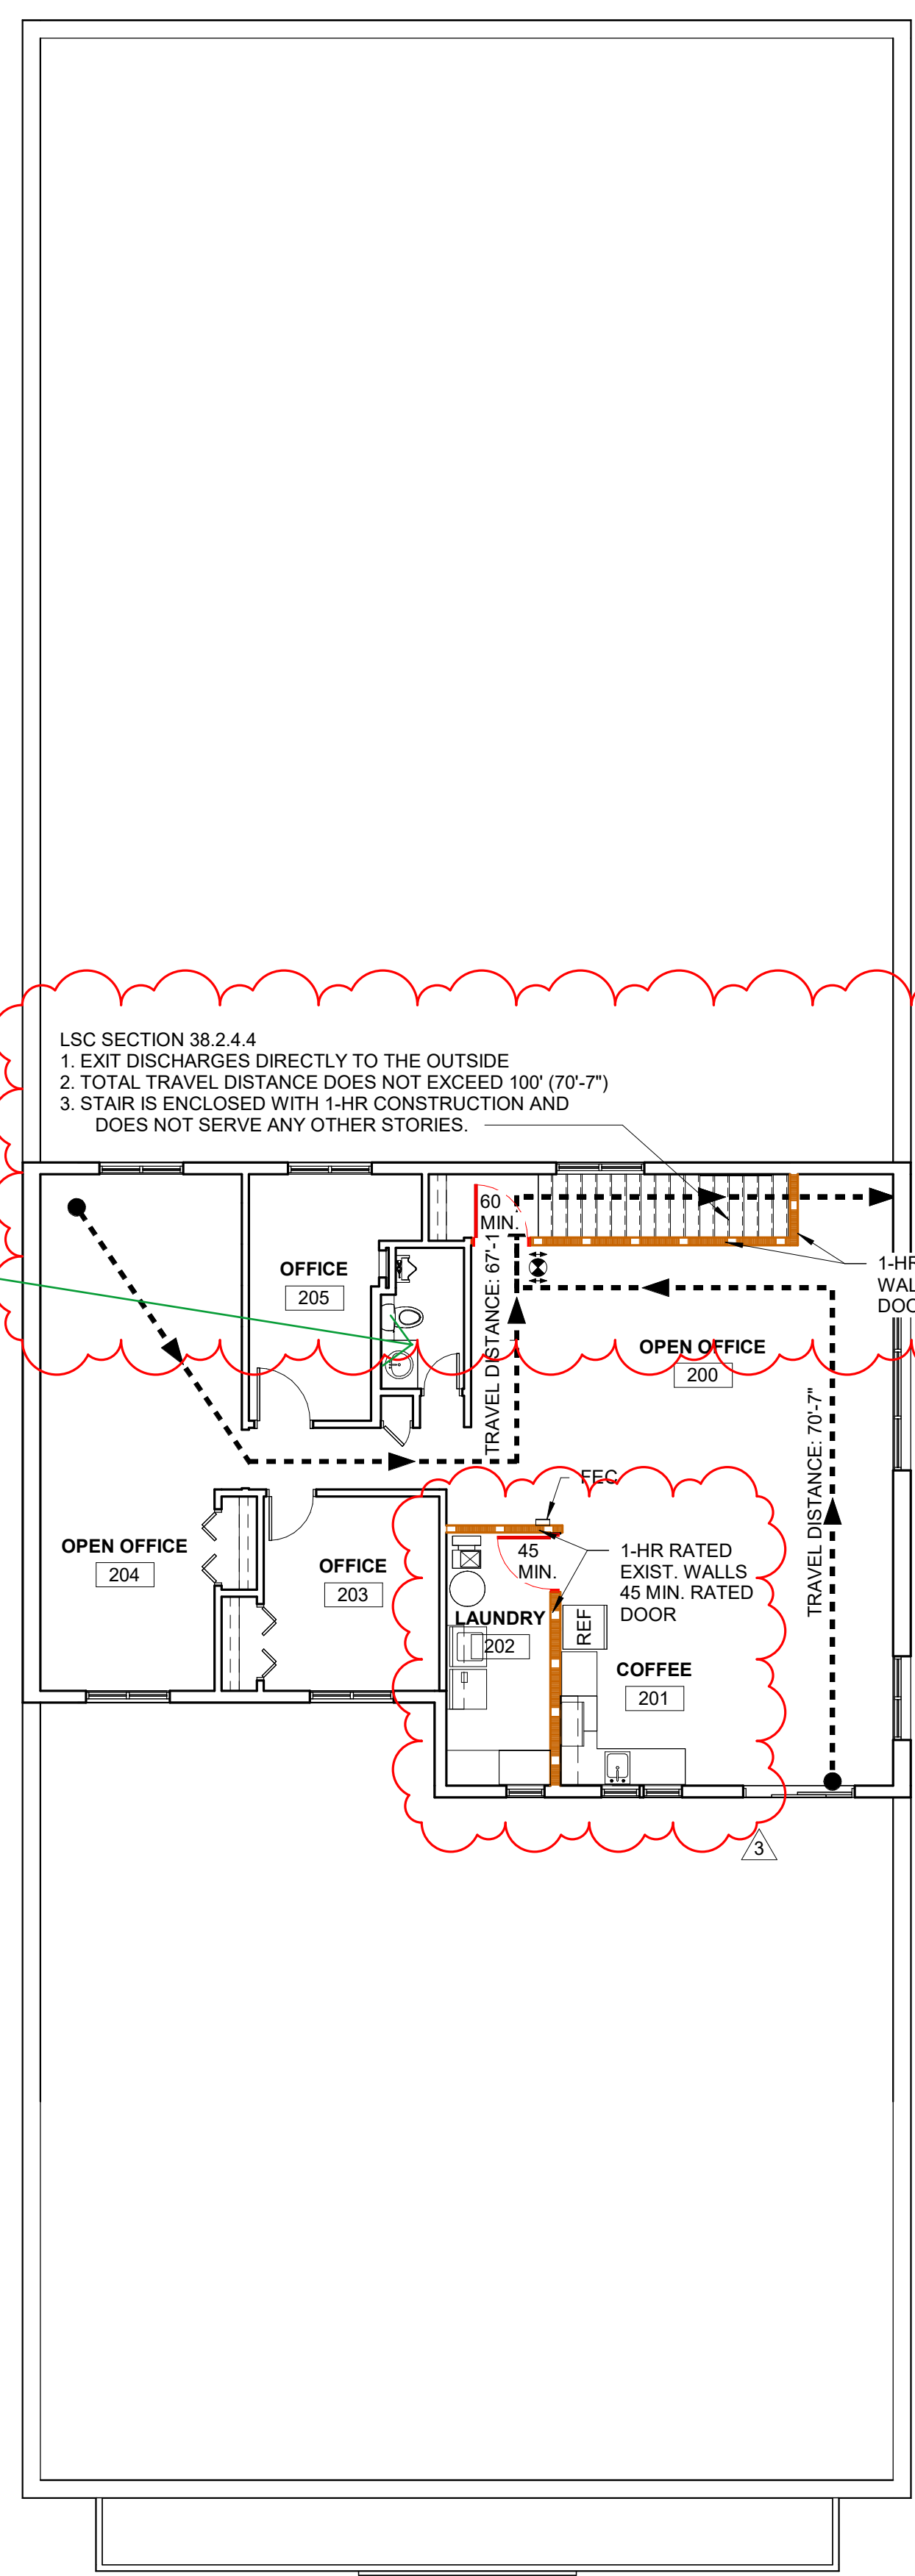 LSC SECTION 38.2.4.4
1. EXIT DISCHARGES DIRECTLY TO THE OUTSIDE
2. TOTAL TRAVEL DISTANCE DOES NOT EXCEED 100' (70'-7")
3. STAIR IS ENCLOSED WITH 1-HR CONSTRUCTION AND
DOES NOT SERVE ANY OTHER STORIES.
60
MIN.
TRAVEL DISTANCE: 67'-1
1-HR
OFFICE
205
OPEN OFFICE
200
TRAVEL DISTANCE: 70'-7"
FEC
OPEN OFFICE
204
OFFICE
203
45
MIN.
1-HR RATED
EXIST. WALLS
45 MIN. RATED
DOOR
LAUNDRY
202
REF
COFFEE
201
3